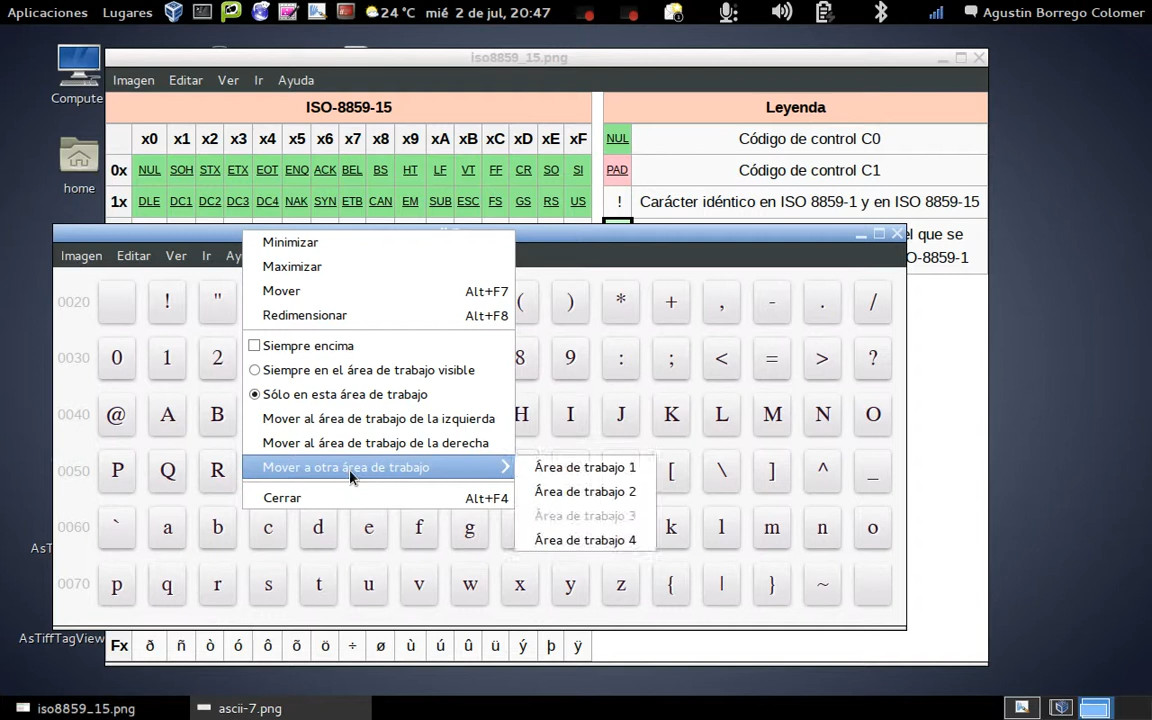 Aplicaciones Lugares 24 °C mié 2 de jul, 20:47 Agustin Borrego Colomer
iso8859_15.png
Imagen Editar Ver Ir Ayuda
Compute
home
ISO-8859-15
x0 x1 x2 x3 x4 x5 x6 x7 x8 x9 xA xB xC xD xE xF
0x NUL SOH STX ETX EOT ENQ ACK BEL BS HT LF VT FF CR SO SI
1x DLE DC1 DC2 DC3 DC4 NAK SYN ETB CAN EM SUB ESC FS GS RS US
Leyenda
NUL Código de control C0
PAD Código de control C1
! Carácter idéntico en ISO 8859-1 y en ISO 8859-15
el que se
O-8859-1
Imagen Editar Ver Ir Ay
Minimizar
Maximizar
Mover Alt+F7
Redimensionar Alt+F8
Siempre encima
Siempre en el área de trabajo visible
Sólo en esta área de trabajo
Mover al área de trabajo de la izquierda
Mover al área de trabajo de la derecha
Mover a otra área de trabajo
Cerrar Alt+F4
Área de trabajo 1
Área de trabajo 2
Área de trabajo 3
Área de trabajo 4
0020 ! " ( ) * + , - . /
0030 0 1 2 8 9 : ; < = > ?
0040 @ A B H I J K L M N O
0050 P Q R [ \ ] ^ _
0060 ` a b c d e f g k l m n o
0070 p q r s t u v w x y z { | } ~
AsT
AsTiffTagView
Fx ð ñ ò ó ô õ ö ÷ ø ù ú û ü ý þ ÿ
iso8859_15.png ascii-7.png